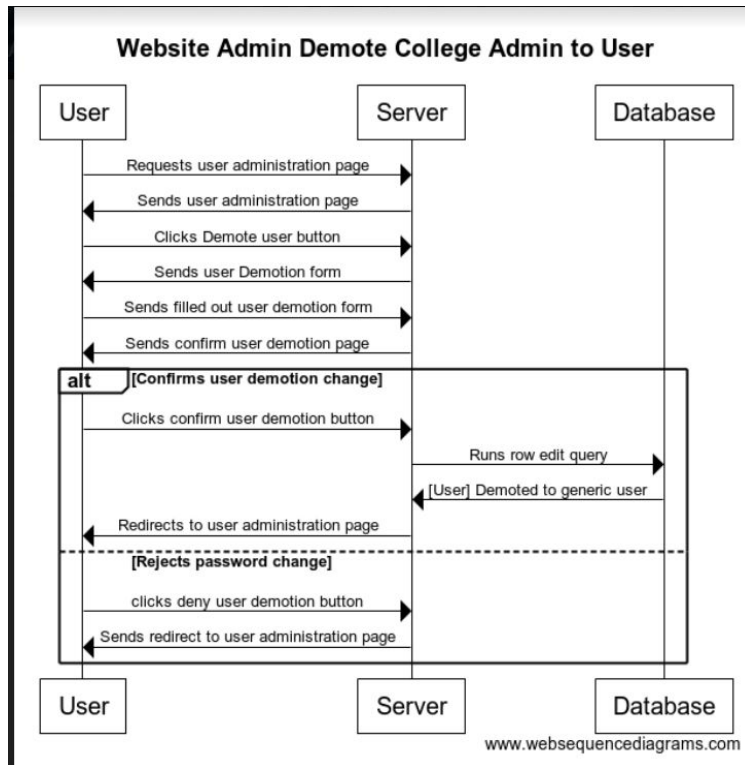 Website Admin Demote College Admin to User
User
Server
Database
Requests user administration page
Sends user administration page
Clicks Demote user button
Sends user Demotion form
Sends filled out user demotion form
Sends confirm user demotion page
alt
[Confirms user demotion change]
Clicks confirm user demotion button
Runs row edit query
[User] Demoted to generic user
Redirects to user administration page
[Rejects password change]
clicks deny user demotion button
Sends redirect to user administration page
User
Server
Database
www.websequencediagrams.com